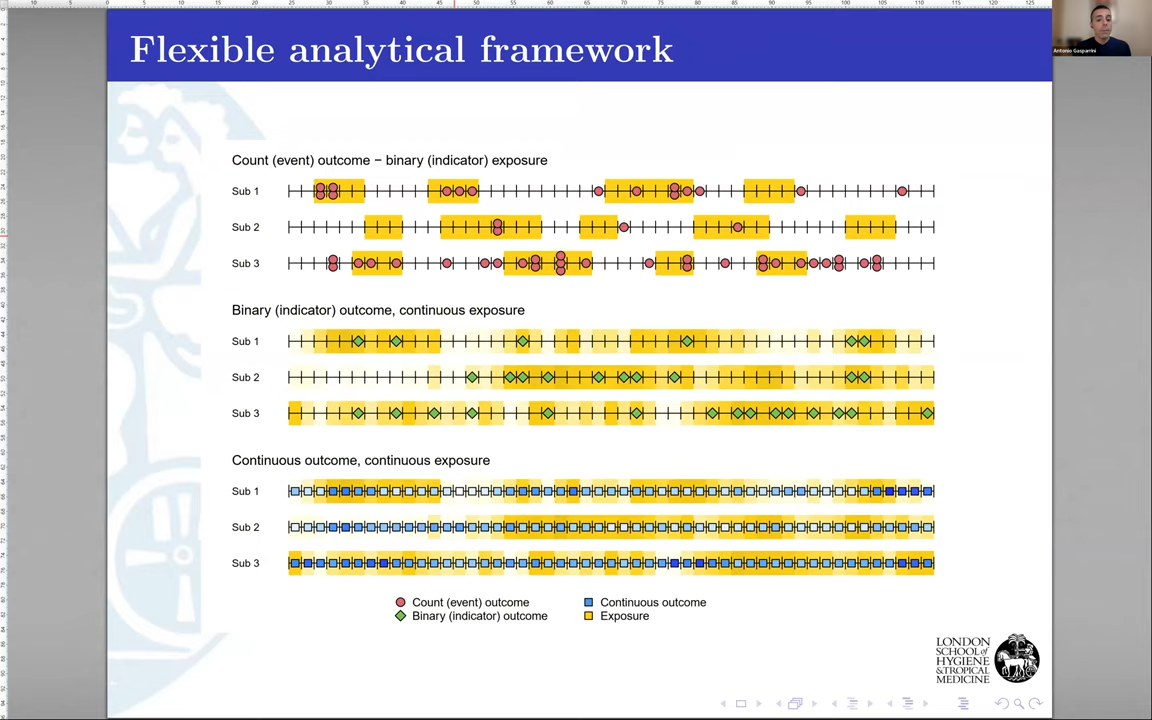 Flexible analytical framework
Antonio Gasparrini
Count (event) outcome − binary (indicator) exposure
Sub 1
Sub 2
Sub 3
Binary (indicator) outcome, continuous exposure
Sub 1
Sub 2
Sub 3
Continuous outcome, continuous exposure
Sub 1
Sub 2
Sub 3
Count (event) outcome
Continuous outcome
Binary (indicator) outcome
Exposure
LONDON
SCHOOL of
HYGIENE
&TROPICAL
MEDICINE